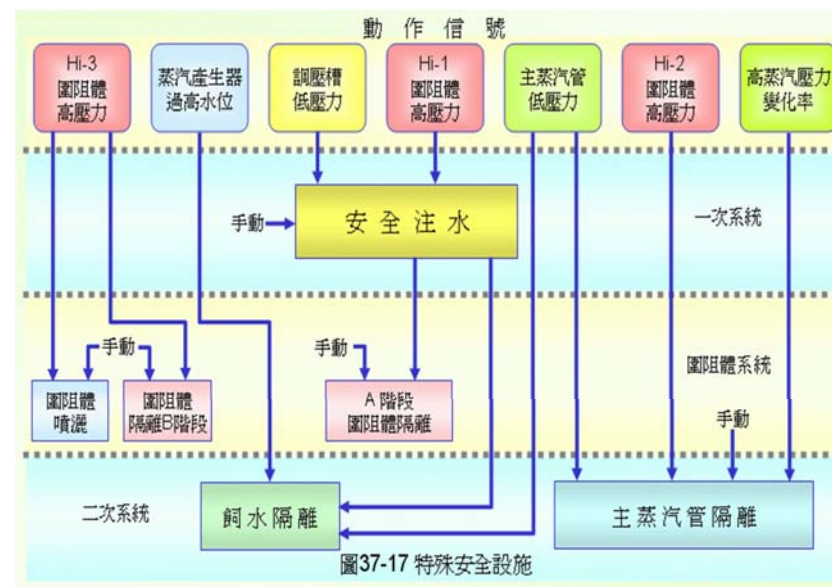 動作信號
Hi-3
圍阻體
高壓力
蒸汽產生器
過高水位
調壓槽
低壓力
Hi-1
圍阻體
高壓力
主蒸汽管
低壓力
Hi-2
圍阻體
高壓力
高蒸汽壓力
變化率
手動
安全注水
一次系統
手動
手動
圍阻體系統
圍阻體
噴灑
圍阻體
隔離B階段
A 階段
圍阻體隔離
手動
二次系統
飼水隔離
主蒸汽管隔離
圖37-17 特殊安全設施